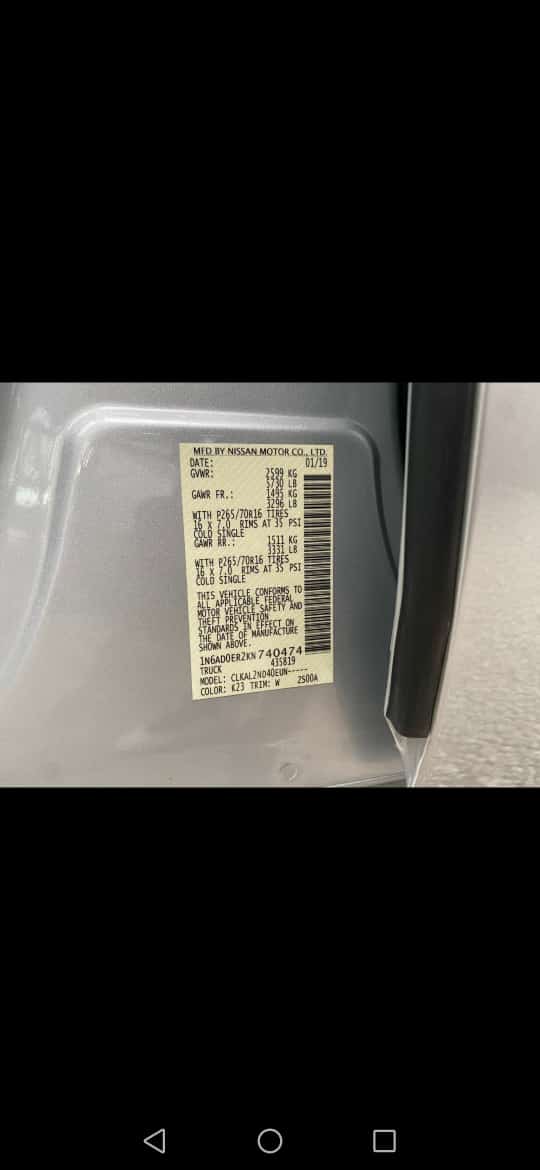 MFD BY NISSAN MOTOR CO., LTD.
DATE: 01/19
GVWR: 2599 KG
5730 LB
GAWR FR.: 1495 KG
3296 LB
WITH P265/70R16 TIRES
16 X 7.0 RIMS AT 35 PSI
COLD SINGLE
GAWR RR.: 1511 KG
3331 LB
WITH P265/70R16 TIRES
16 X 7.0 RIMS AT 35 PSI
COLD SINGLE
THIS VEHICLE CONFORMS TO
ALL APPLICABLE FEDERAL
MOTOR VEHICLE SAFETY AND
THEFT PREVENTION
STANDARDS IN EFFECT ON
THE DATE OF MANUFACTURE
SHOWN ABOVE.
1N6AD0ER2KN740474
TRUCK 435819
MODEL: CLKAL2ND40EUN-----
COLOR: K23 TRIM: W 2S00A